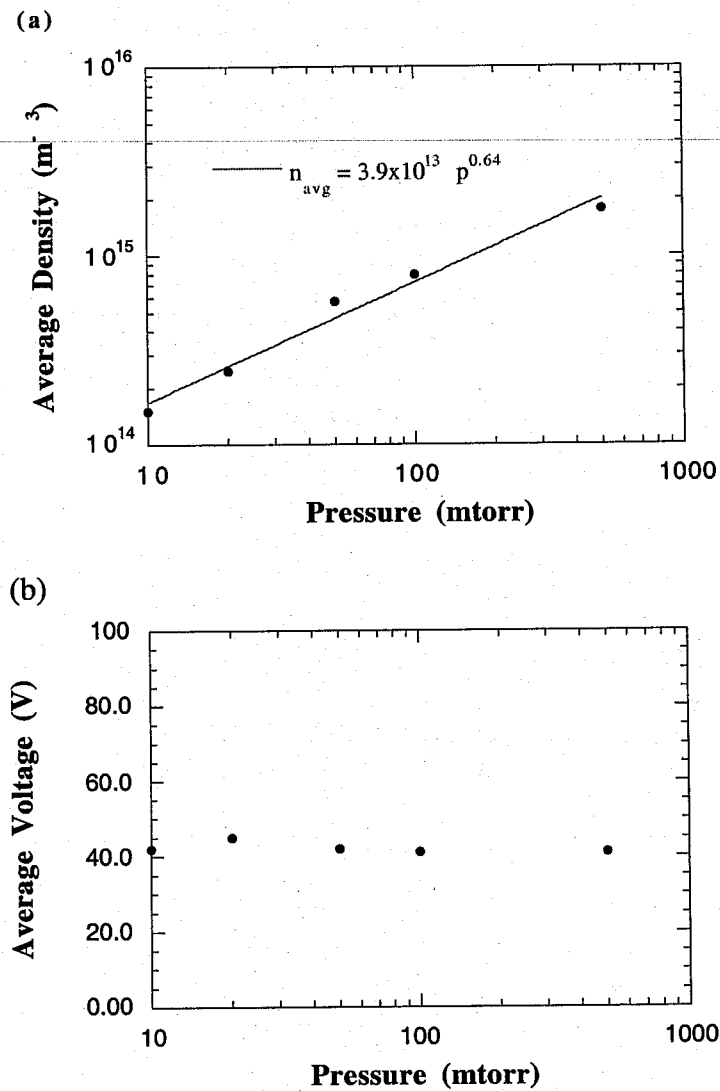 (a)
10^16
n_avg = 3.9x10^13 p^0.64
10^15
10^14
Average Density (m^-3)
10 100 1000
Pressure (mtorr)
(b)
100
80.0
60.0
40.0
20.0
0.00
Average Voltage (V)
10 100 1000
Pressure (mtorr)